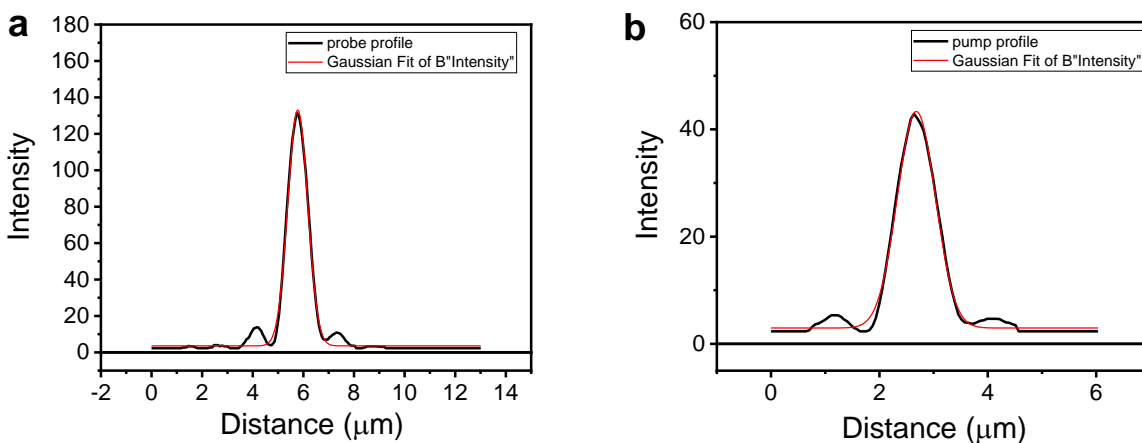 a
180
160
140
120
100
80
60
40
20
0
Intensity
-2 0 2 4 6 8 10 12 14
Distance (μm)
probe profile
Gaussian Fit of B"Intensity"
b
60
40
20
0
Intensity
0 2 4 6
Distance (μm)
pump profile
Gaussian Fit of B"Intensity"